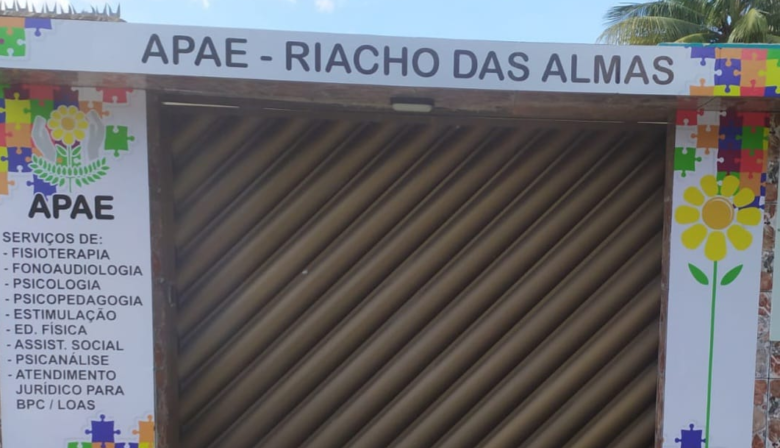 APAE - RIACHO DAS ALMAS
APAE
SERVIÇOS DE:
- FISIOTERAPIA
- FONOAUDIOLOGIA
- PSICOLOGIA
- PSICOPEDAGOGIA
- ESTIMULAÇÃO
- ED. FÍSICA
- ASSIST. SOCIAL
- PSICANÁLISE
- ATENDIMENTO
JURÍDICO PARA
BPC / LOAS